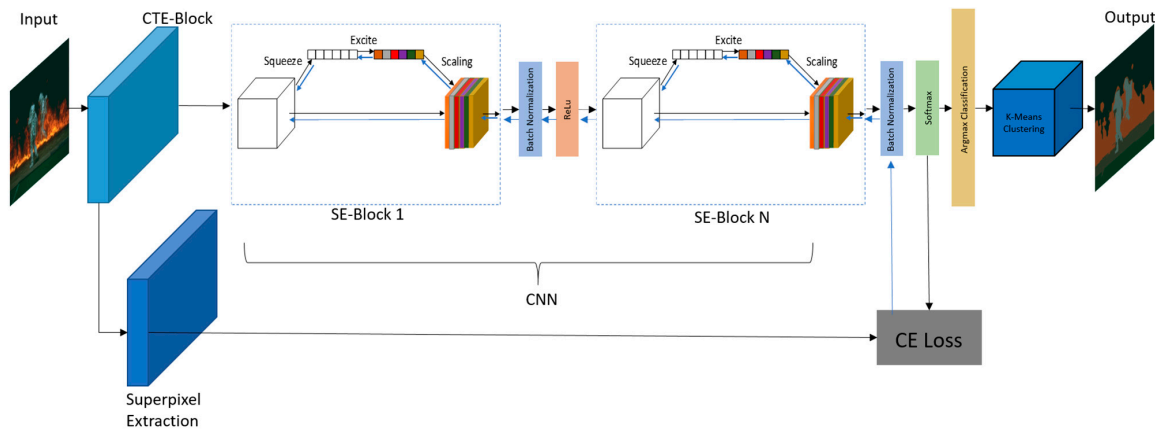 Input
CTE-Block
Squeeze
Excite
Scaling
SE-Block 1
Batch Normalization
ReLu
Squeeze
Excite
Scaling
SE-Block N
Batch Normalization
Softmax
Argmax Classification
K-Means
Clustering
Output
CNN
CE Loss
Superpixel
Extraction